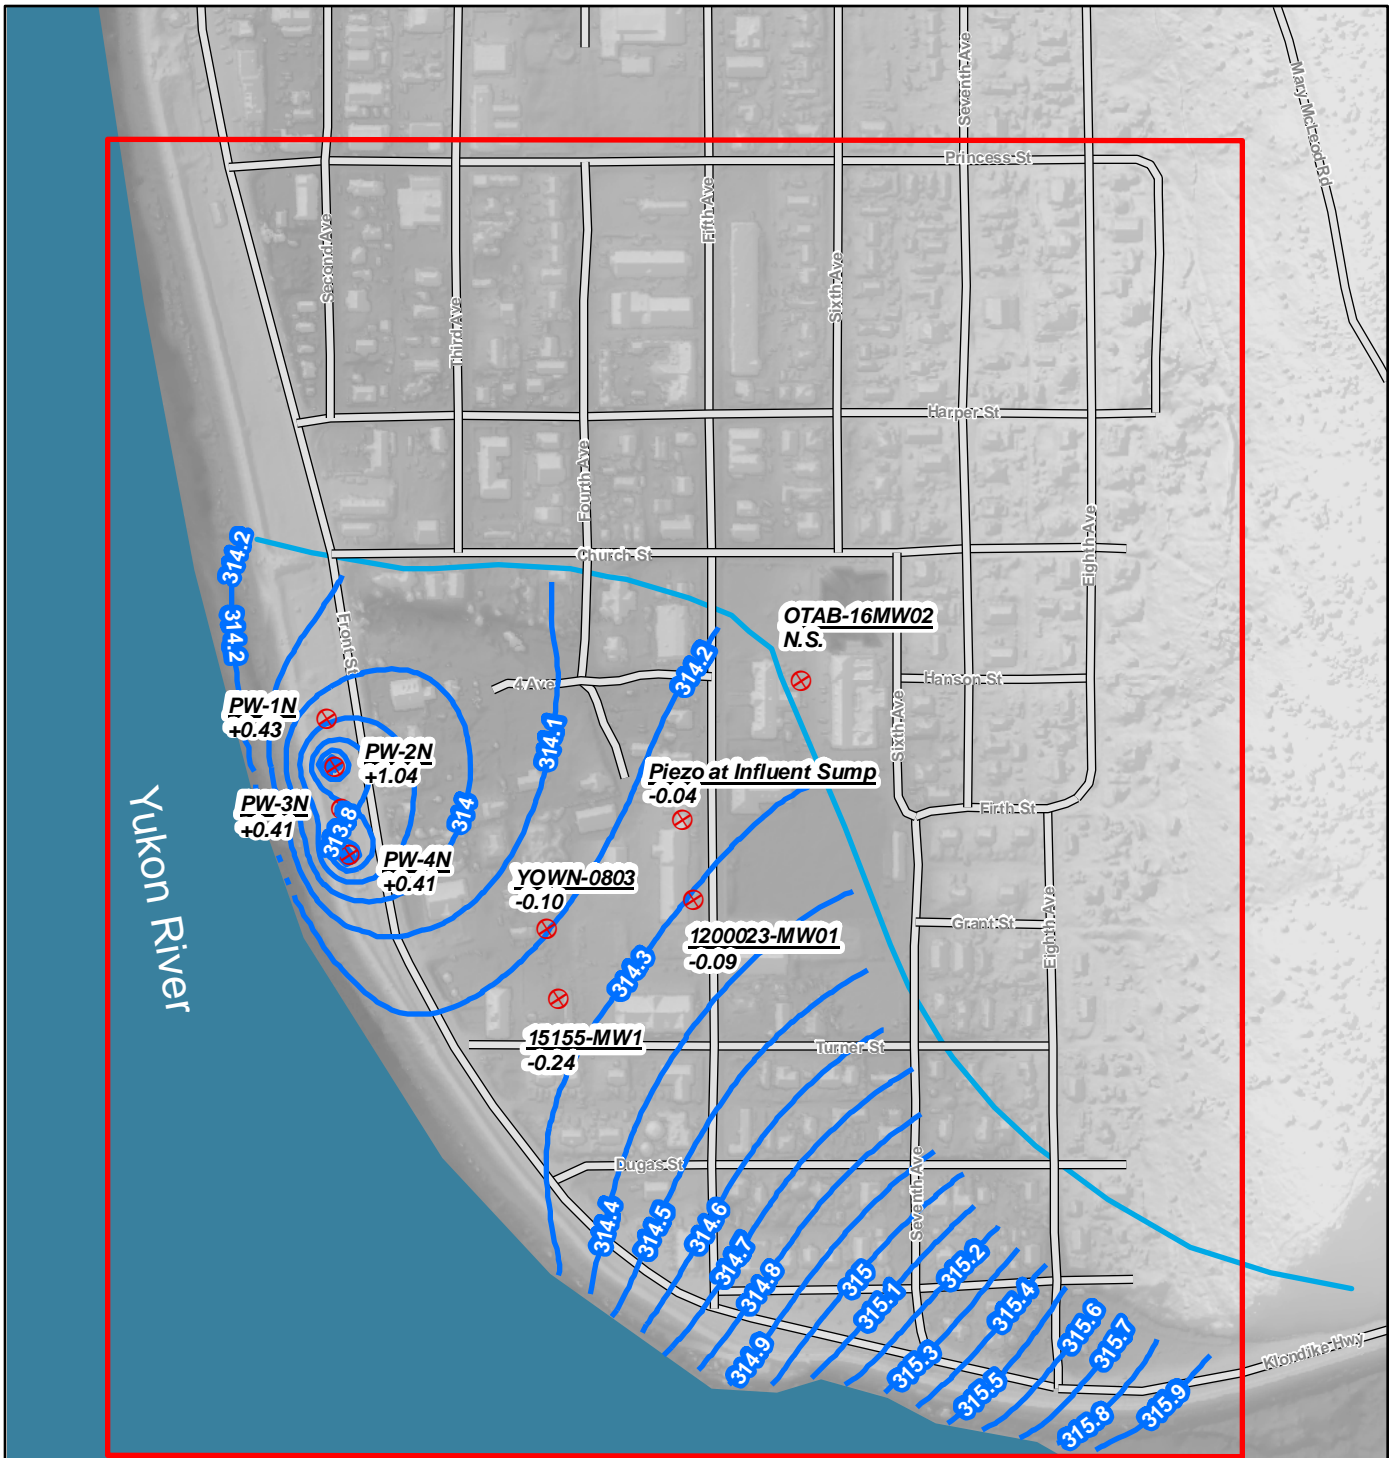 Seventh Ave
Mary McLeod Rd
Princess St
Second Ave
Fifth Ave
Sixth Ave
Third Ave
Harper St
Fourth Ave
Church St
Eighth Ave
314.2
314.2
OTAB-16MW02
N.S.
Front St
314.2
4 Ave
Hanson St
PW-1N
+0.43
314.1
Sixth Ave
PW-2N
+1.04
Piezo at Influent Sump
-0.04
PW-3N
+0.41
314
Firth St
313.8
Yukon River
PW-4N
+0.41
YOWN-0803
-0.10
Grant St
Eighth Ave
1200023-MW01
-0.09
314.3
15155-MW1
-0.24
Turner St
Dugas St
Seventh Ave
314.4
314.5
314.6
314.7
314.8
314.9
315
315.1
315.2
315.3
315.4
315.5
315.6
315.7
315.8
315.9
Klondike Hwy